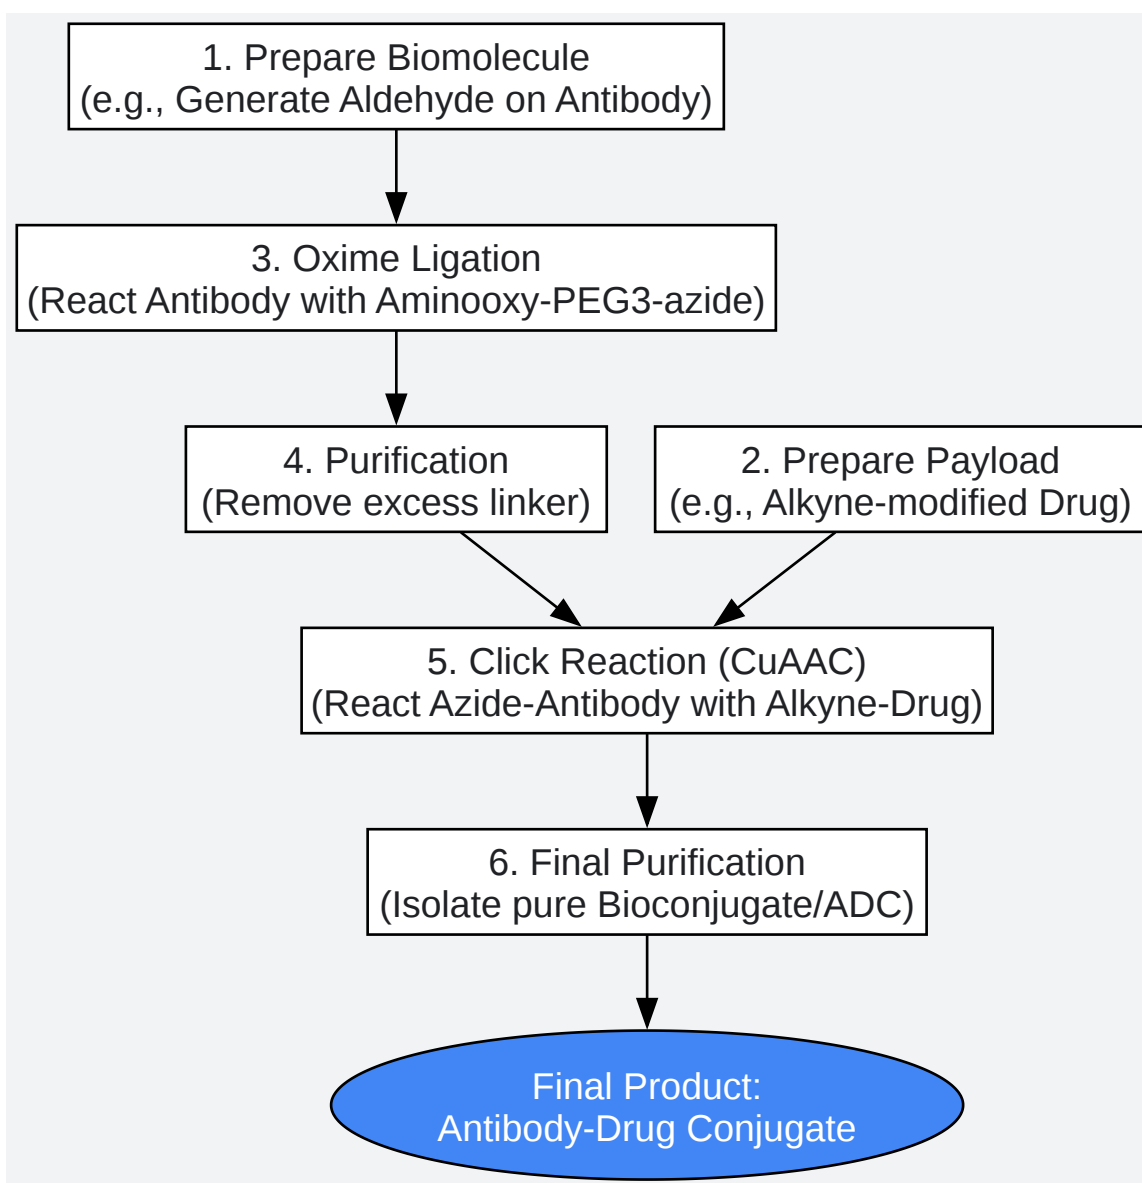 1. Prepare Biomolecule
(e.g., Generate Aldehyde on Antibody)
3. Oxime Ligation
(React Antibody with Aminooxy-PEG3-azide)
4. Purification
(Remove excess linker)
2. Prepare Payload
(e.g., Alkyne-modified Drug)
5. Click Reaction (CuAAC)
(React Azide-Antibody with Alkyne-Drug)
6. Final Purification
(Isolate pure Bioconjugate/ADC)
Final Product:
Antibody-Drug Conjugate